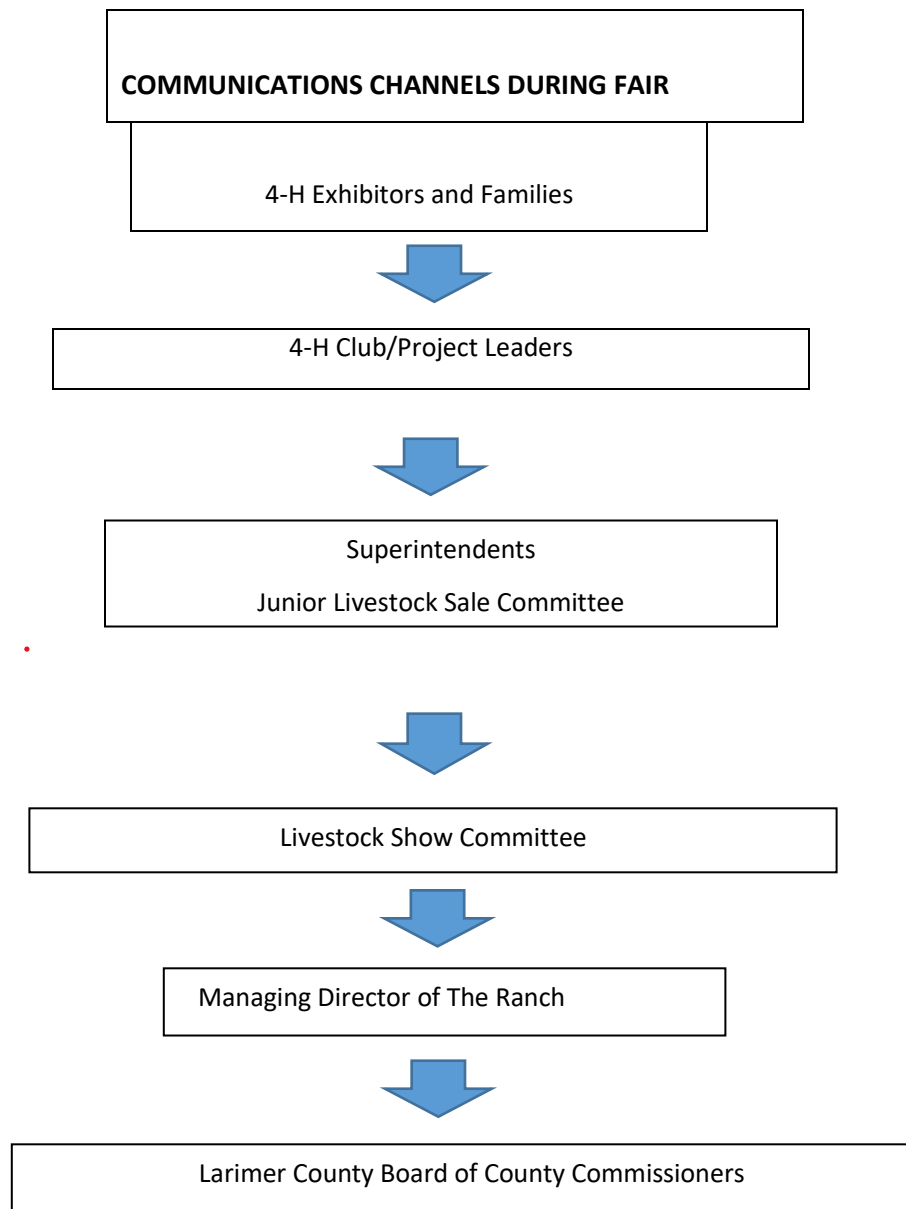 COMMUNICATIONS CHANNELS DURING FAIR
4-H Exhibitors and Families
4-H Club/Project Leaders
Superintendents
Junior Livestock Sale Committee
Livestock Show Committee
Managing Director of The Ranch
Larimer County Board of County Commissioners